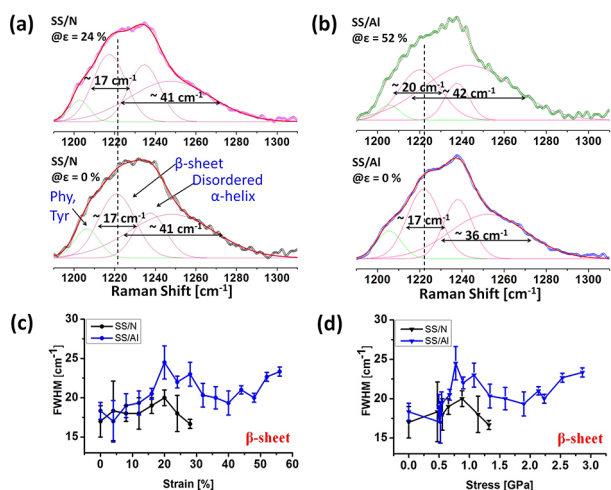 (a)
SS/N
@ε = 24 %
~ 17 cm-1
~ 41 cm-1
1200 1220 1240 1260 1280 1300
SS/N
@ε = 0 %
β-sheet
Disordered
α-helix
Phy,
Tyr
~ 17 cm-1
~ 41 cm-1
1200 1220 1240 1260 1280 1300
Raman Shift [cm-1]
(b)
SS/Al
@ε = 52 %
~ 20 cm-1
~ 42 cm-1
1200 1220 1240 1260 1280 1300
SS/Al
@ε = 0 %
~ 17 cm-1
~ 36 cm-1
1200 1220 1240 1260 1280 1300
Raman Shift [cm-1]
(c)
SS/N
SS/Al
30
25
20
15
FWHM [cm-1]
β-sheet
0 10 20 30 40 50 60
Strain [%]
(d)
SS/N
SS/Al
30
25
20
15
FWHM [cm-1]
β-sheet
0.0 0.5 1.0 1.5 2.0 2.5 3.0
Stress [GPa]